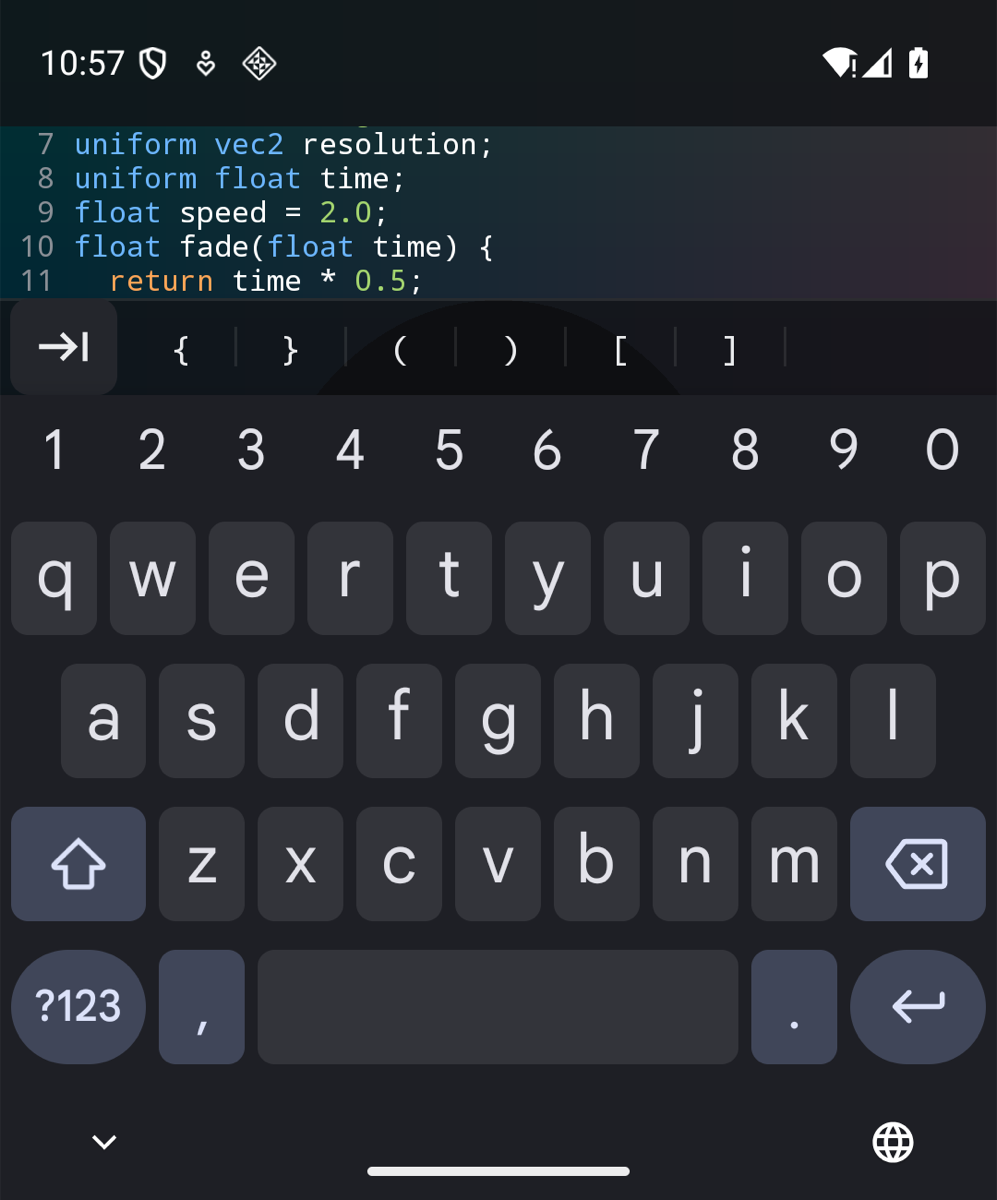 10:57
7 uniform vec2 resolution;
8 uniform float time;
9 float speed = 2.0;
10 float fade(float time) {
11   return time * 0.5;
{ } ( ) [ ]
1 2 3 4 5 6 7 8 9 0
q w e r t y u i o p
a s d f g h j k l
z x c v b n m
?123 , .